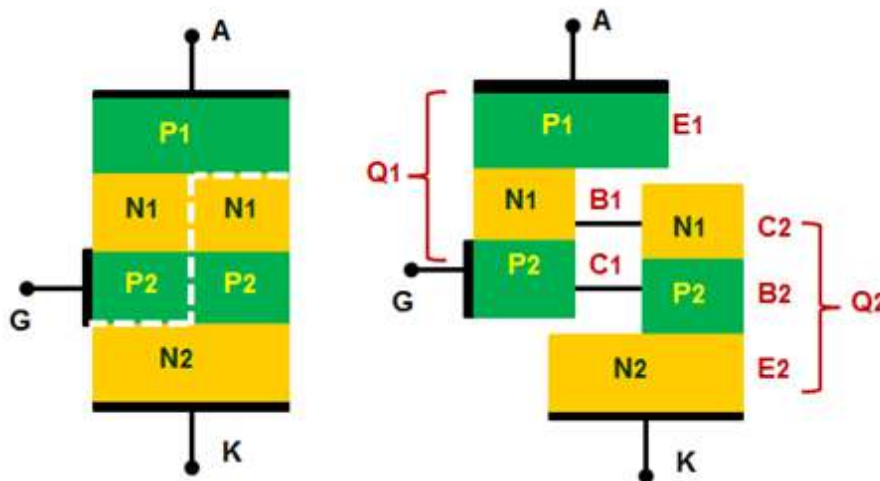 A
P1
N1 N1
P2 P2
G
N2
K
A
P1 E1
Q1
N1 B1 N1 C2
P2 C1 P2 B2
G
Q2
N2 E2
K